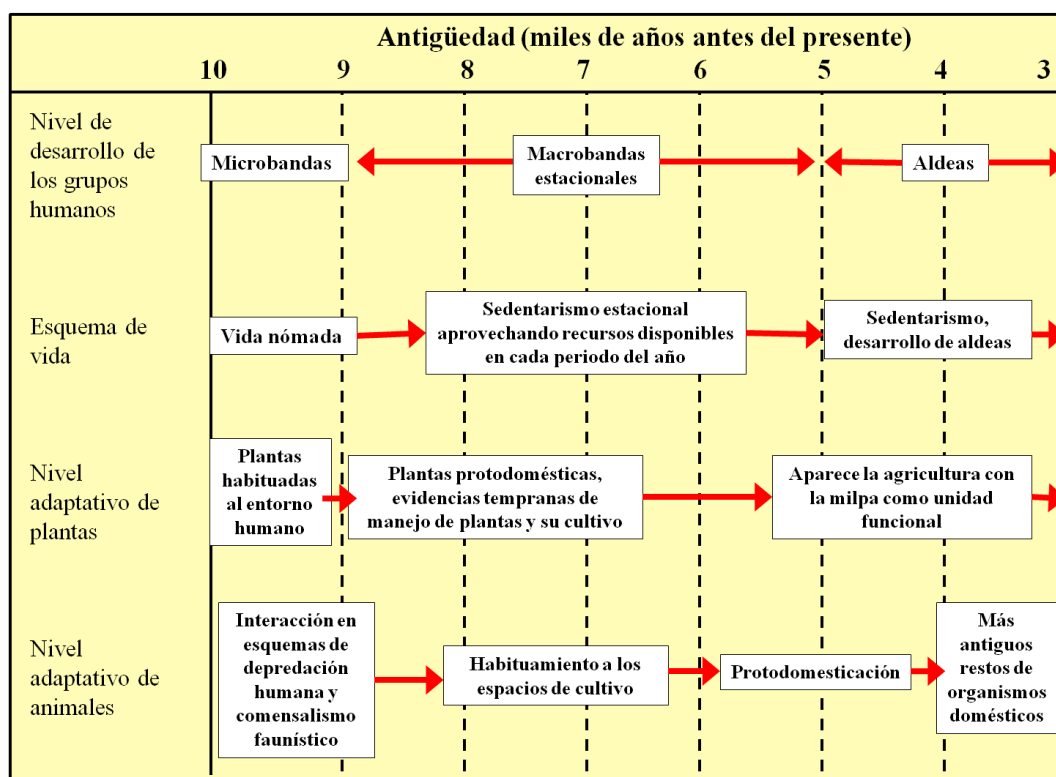 Antigüedad (miles de años antes del presente)
10 9 8 7 6 5 4 3
Nivel de
desarrollo de
los grupos
humanos
Microbandas
Macrobandas
estacionales
Aldeas
Esquema de
vida
Vida nómada
Sedentarismo estacional
aprovechando recursos disponibles
en cada periodo del año
Sedentarismo,
desarrollo de aldeas
Nivel
adaptativo de
plantas
Plantas
habituadas
al entorno
humano
Plantas protodomésticas,
evidencias tempranas de
manejo de plantas y su cultivo
Aparece la agricultura con
la milpa como unidad
funcional
Nivel
adaptativo de
animales
Interacción en
esquemas de
depredación
humana y
comensalismo
faunístico
Habituamiento a los
espacios de cultivo
Protodomesticación
Más
antiguos
restos de
organismos
domésticos